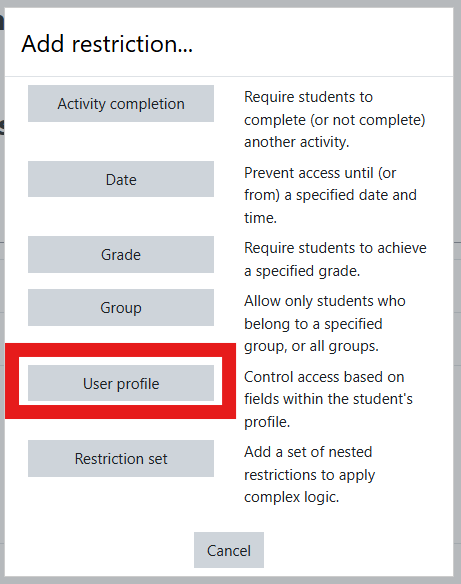 Add restriction...
Activity completion
Require students to
complete (or not complete)
another activity.
Date
Prevent access until (or
from) a specified date and
time.
Grade
Require students to achieve
a specified grade.
Group
Allow only students who
belong to a specified
group, or all groups.
User profile
Control access based on
fields within the student's
profile.
Restriction set
Add a set of nested
restrictions to apply
complex logic.
Cancel